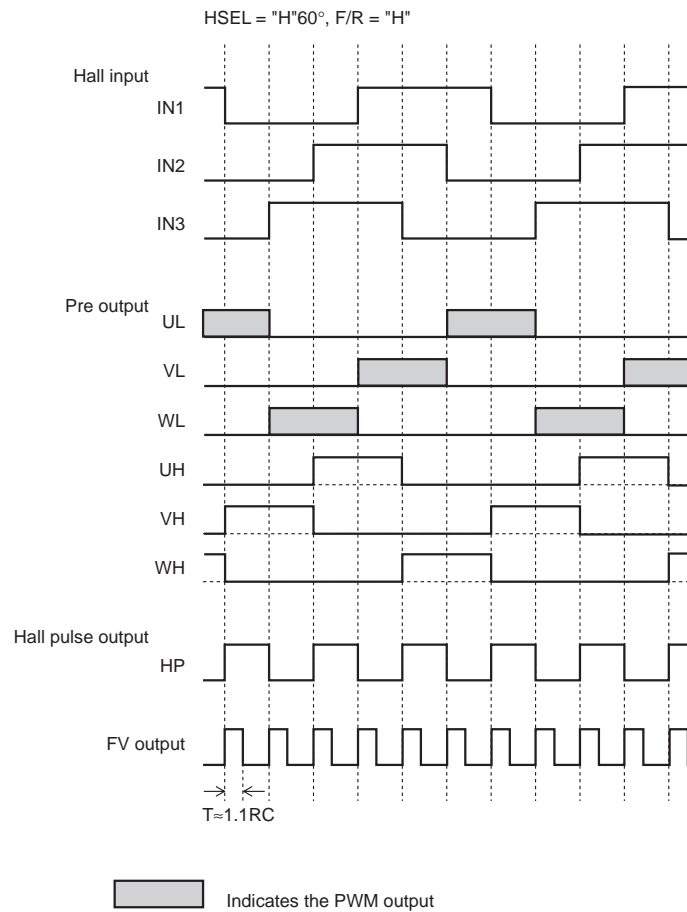 HSEL = "H"60°, F/R = "H"
Hall input
IN1
IN2
IN3
Pre output
UL
VL
WL
UH
VH
WH
Hall pulse output
HP
FV output
T≈1.1RC
Indicates the PWM output